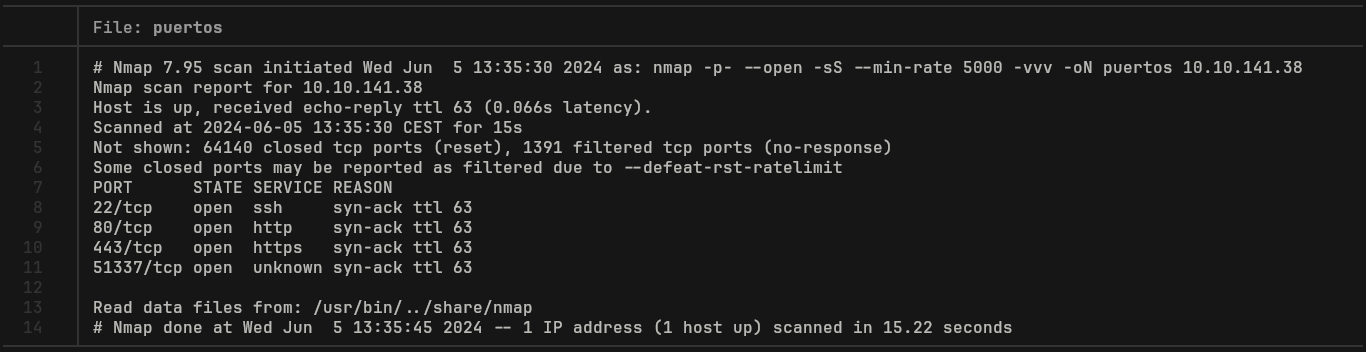 File: puertos
1 # Nmap 7.95 scan initiated Wed Jun  5 13:35:30 2024 as: nmap -p- --open -sS --min-rate 5000 -vvv -oN puertos 10.10.141.38
2 Nmap scan report for 10.10.141.38
3 Host is up, received echo-reply ttl 63 (0.066s latency).
4 Scanned at 2024-06-05 13:35:30 CEST for 15s
5 Not shown: 64140 closed tcp ports (reset), 1391 filtered tcp ports (no-response)
6 Some closed ports may be reported as filtered due to --defeat-rst-ratelimit
7 PORT      STATE SERVICE REASON
8 22/tcp    open  ssh     syn-ack ttl 63
9 80/tcp    open  http    syn-ack ttl 63
10 443/tcp   open  https   syn-ack ttl 63
11 51337/tcp open  unknown syn-ack ttl 63
12
13 Read data files from: /usr/bin/../share/nmap
14 # Nmap done at Wed Jun  5 13:35:45 2024 -- 1 IP address (1 host up) scanned in 15.22 seconds